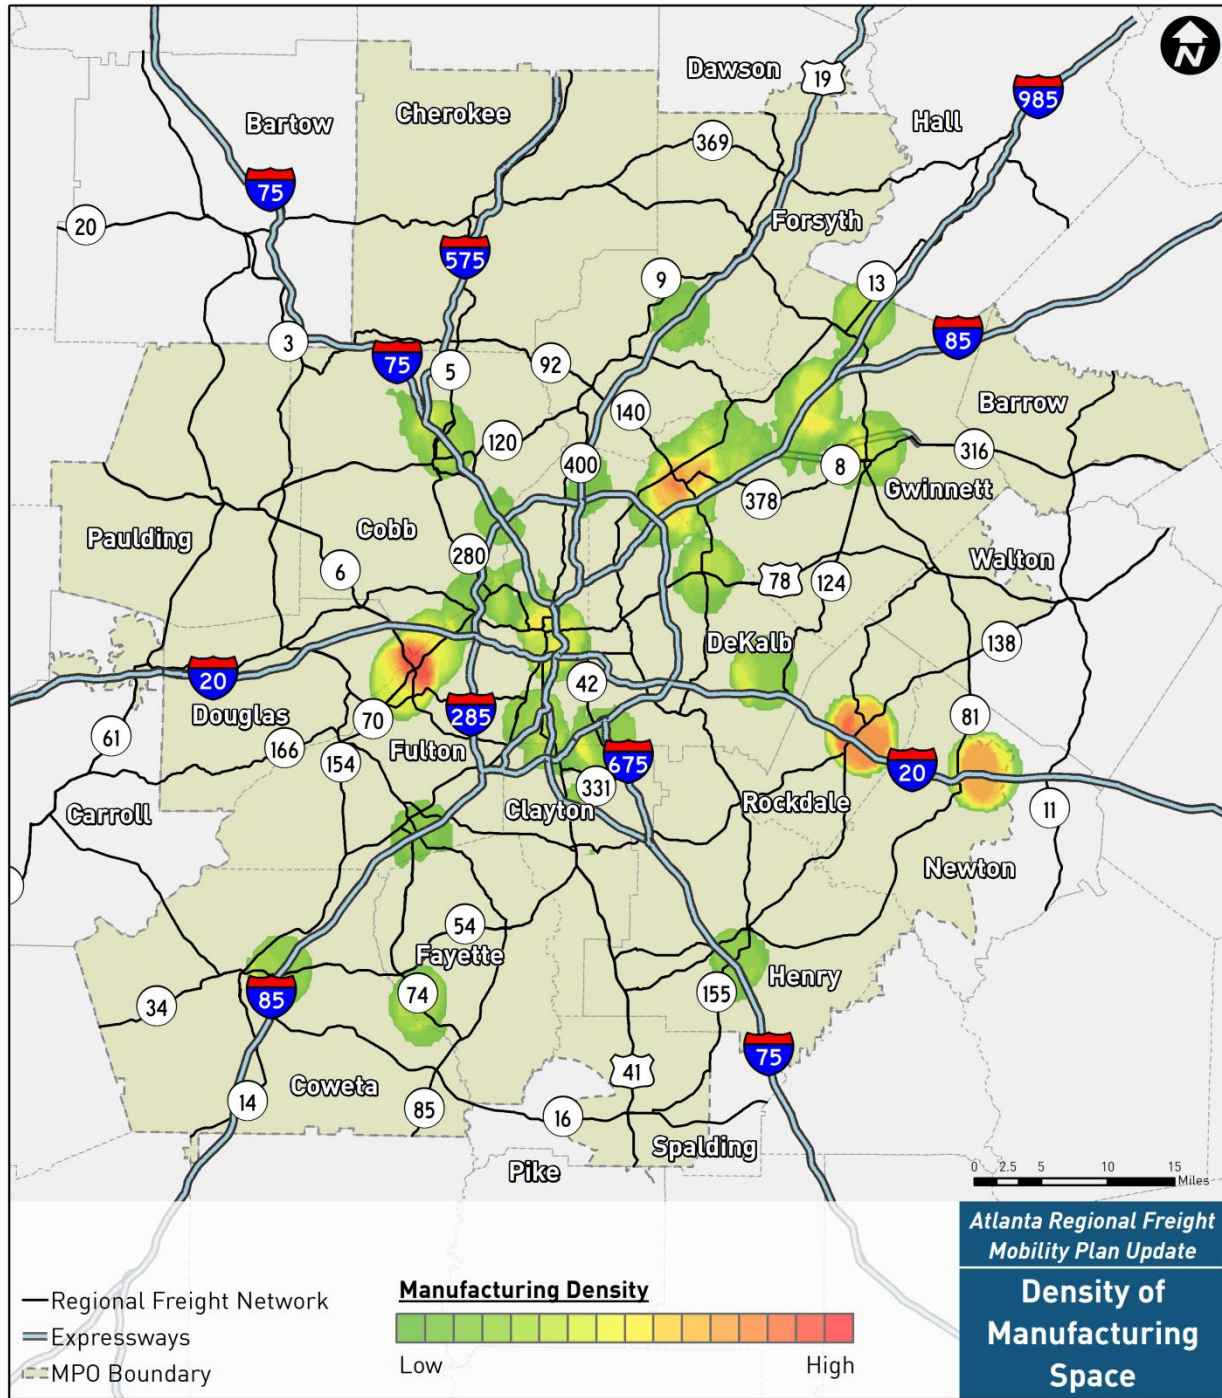 N
Dawson
19
Hall
985
Bartow
Cherokee
369
75
20
Forsyth
575
9
13
3
75
5
92
85
Barrow
140
120
400
8
316
Gwinnett
378
Paulding
Cobb
280
6
78
124
Walton
138
DeKalb
20
42
Douglas
70
285
81
61
166
154
Fulton
675
20
331
Rockdale
11
Clayton
Carroll
Newton
54
Fayette
Henry
34
85
74
155
75
41
Coweta
14
85
16
Spalding
Pike
0 2.5 5 10 15
Miles
Atlanta Regional Freight
Mobility Plan Update
Density of
Manufacturing
Space
Regional Freight Network
Expressways
MPO Boundary
Manufacturing Density
Low
High